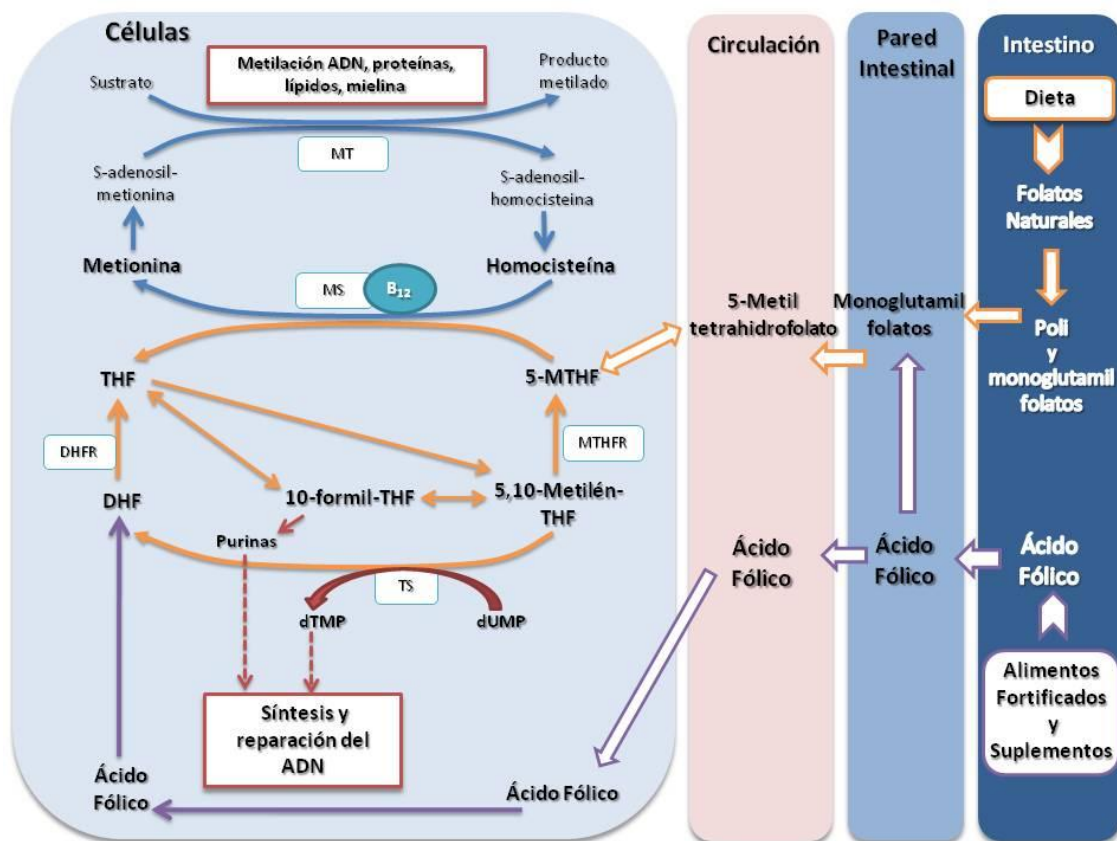 Células
Sustrato
Metilación ADN, proteínas,
lípidos, mielina
Producto
metilado
MT
S-adenosil-
metionina
S-adenosil-
homocisteina
Metionina
Homocisteína
MS
B12
THF
5-MTHF
DHFR
MTHFR
DHF
10-formil-THF
5,10-Metilén-
THF
Purinas
TS
dTMP
dUMP
Síntesis y
reparación del
ADN
Ácido
Fólico
Ácido Fólico
Circulación
5-Metil
tetrahidrofolato
Ácido
Fólico
Pared
Intestinal
Monoglutamil
folatos
Ácido
Fólico
Intestino
Dieta
Folatos
Naturales
Poli
y
monoglutamil
folatos
Ácido
Fólico
Alimentos
Fortificados
y
Suplementos